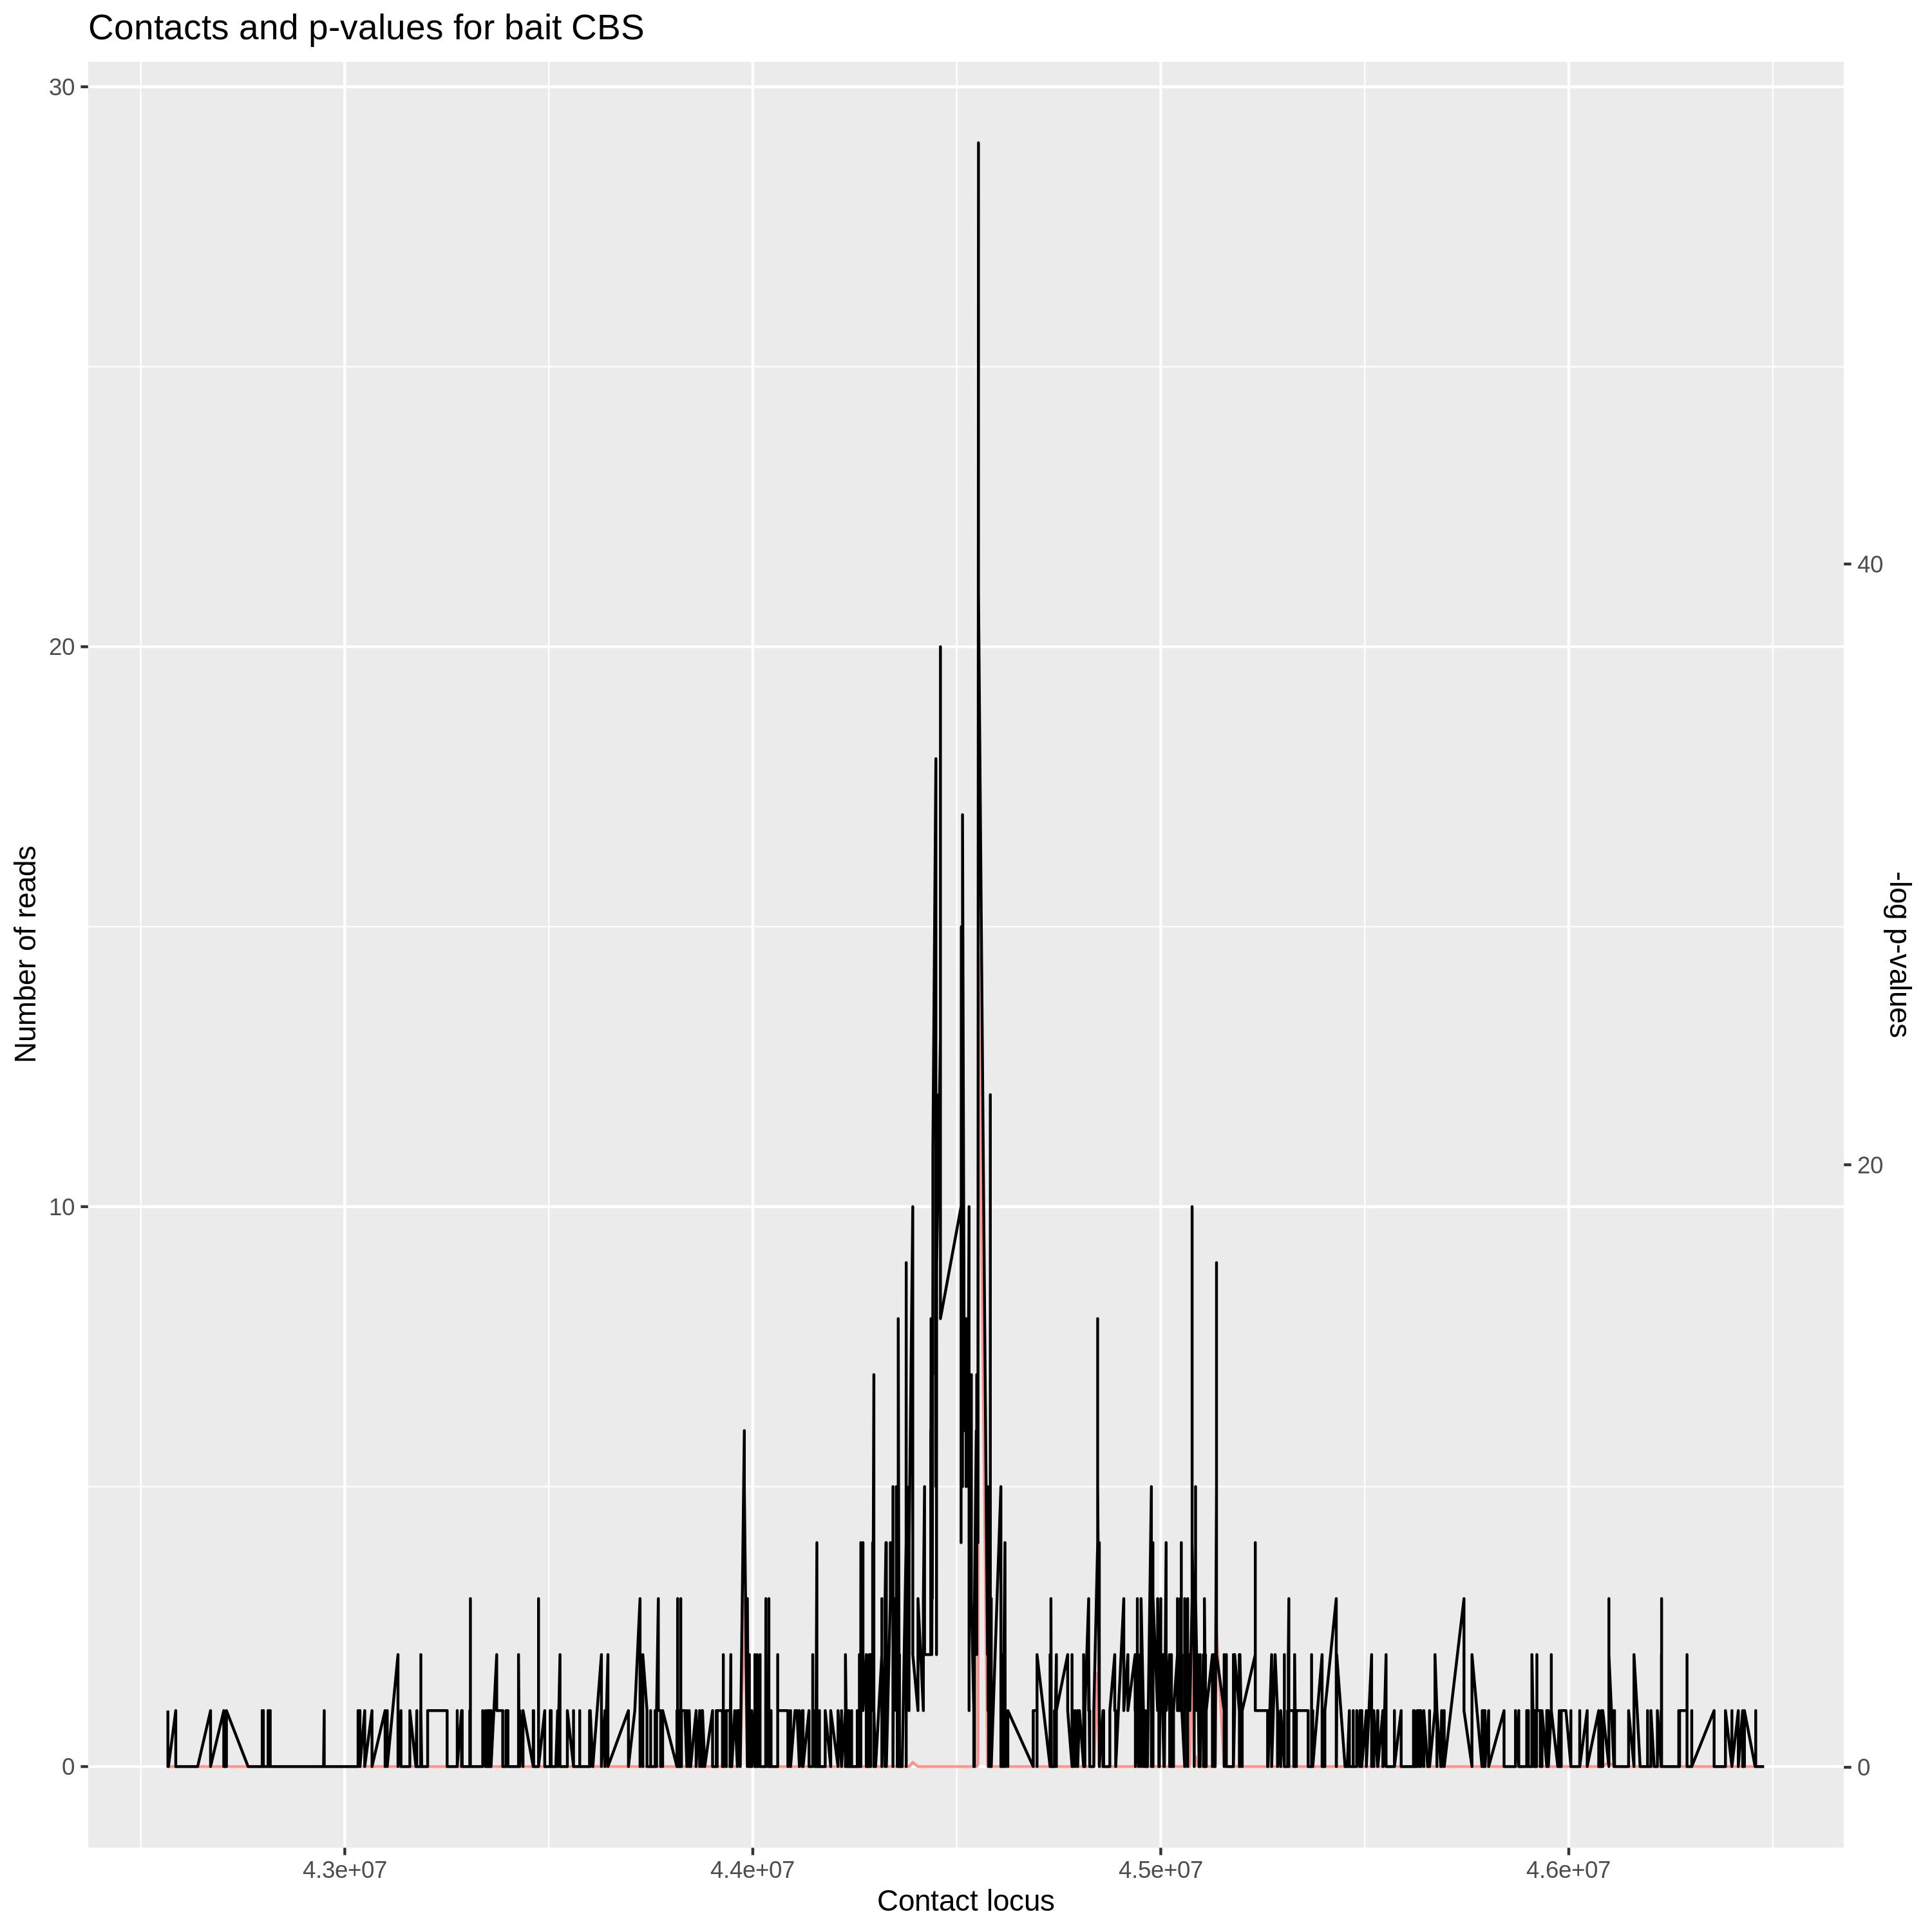 Contacts and p-values for bait CBS
30
20
10
0
Number of reads
40
20
0
-log p-values
4.3e+07
4.4e+07
4.5e+07
4.6e+07
Contact locus